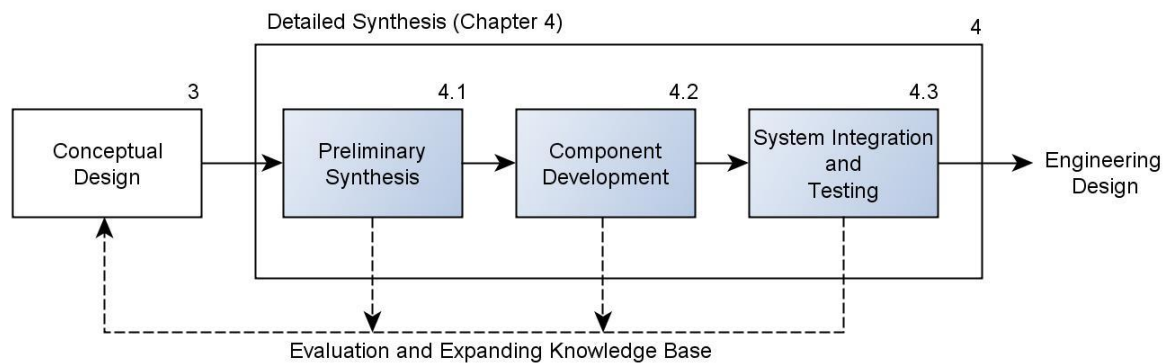 Detailed Synthesis (Chapter 4)
4
3
4.1
4.2
4.3
Conceptual
Design
Preliminary
Synthesis
Component
Development
System Integration
and
Testing
Engineering
Design
Evaluation and Expanding Knowledge Base